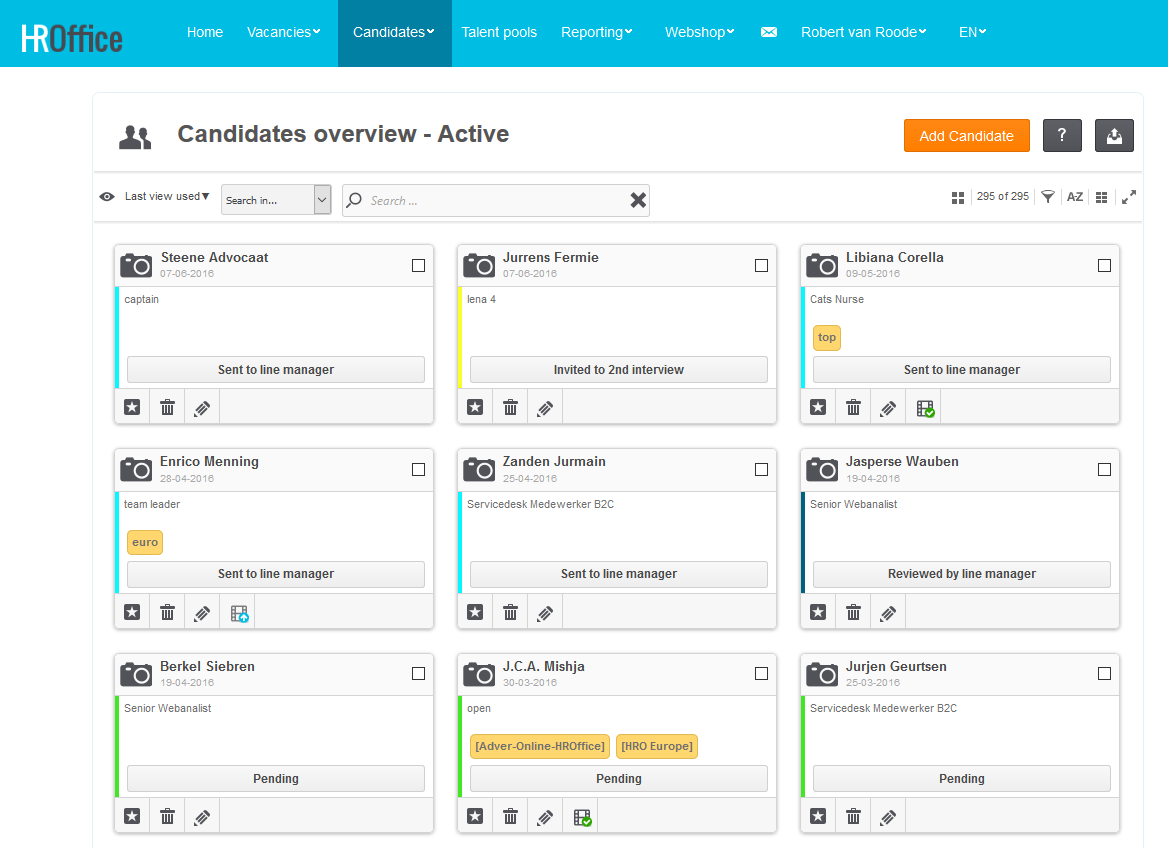 HROffice
Home Vacancies Candidates Talent pools Reporting Webshop Robert van Roode EN
Candidates overview - Active
Add Candidate ?
Last view used▼ Search in... Search ... 295 of 295 A-Z
Steene Advocaat
07-06-2016
captain
Sent to line manager
Jurrens Fermie
07-06-2016
lena 4
Invited to 2nd interview
Libiana Corella
09-05-2016
Cats Nurse
top
Sent to line manager
Enrico Menning
28-04-2016
team leader
euro
Sent to line manager
Zanden Jurmain
25-04-2016
Servicedesk Medewerker B2C
Sent to line manager
Jasperse Wauben
19-04-2016
Senior Webanalist
Reviewed by line manager
Berkel Siebren
19-04-2016
Senior Webanalist
Pending
J.C.A. Mishja
30-03-2016
open
[Adver-Online-HROffice] [HRO Europe]
Pending
Jurjen Geurtsen
25-03-2016
Servicedesk Medewerker B2C
Pending